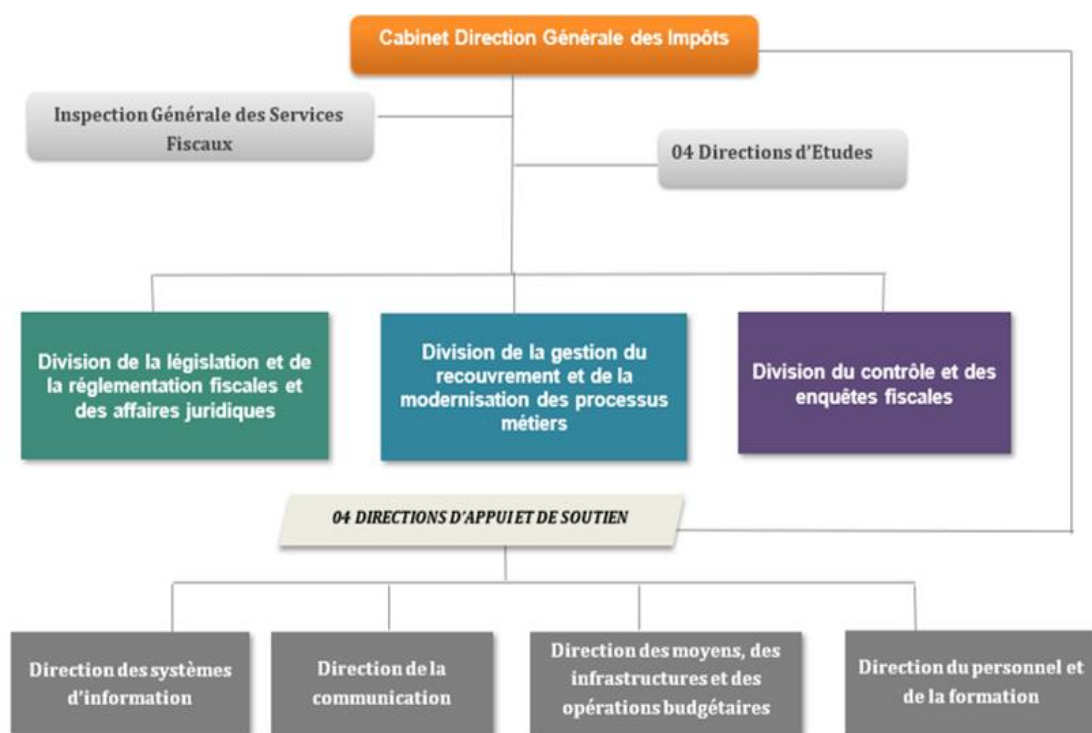 Cabinet Direction Générale des Impôts
Inspection Générale des Services
Fiscaux
04 Directions d'Etudes
Division de la législation et de
la réglementation fiscales et
des affaires juridiques
Division de la gestion du
recouvrement et de la
modernisation des processus
métiers
Division du contrôle et des
enquêtes fiscales
04 DIRECTIONS D'APPUI ET DE SOUTIEN
Direction des systèmes
d'information
Direction de la
communication
Direction des moyens, des
infrastructures et des
opérations budgétaires
Direction du personnel et
de la formation